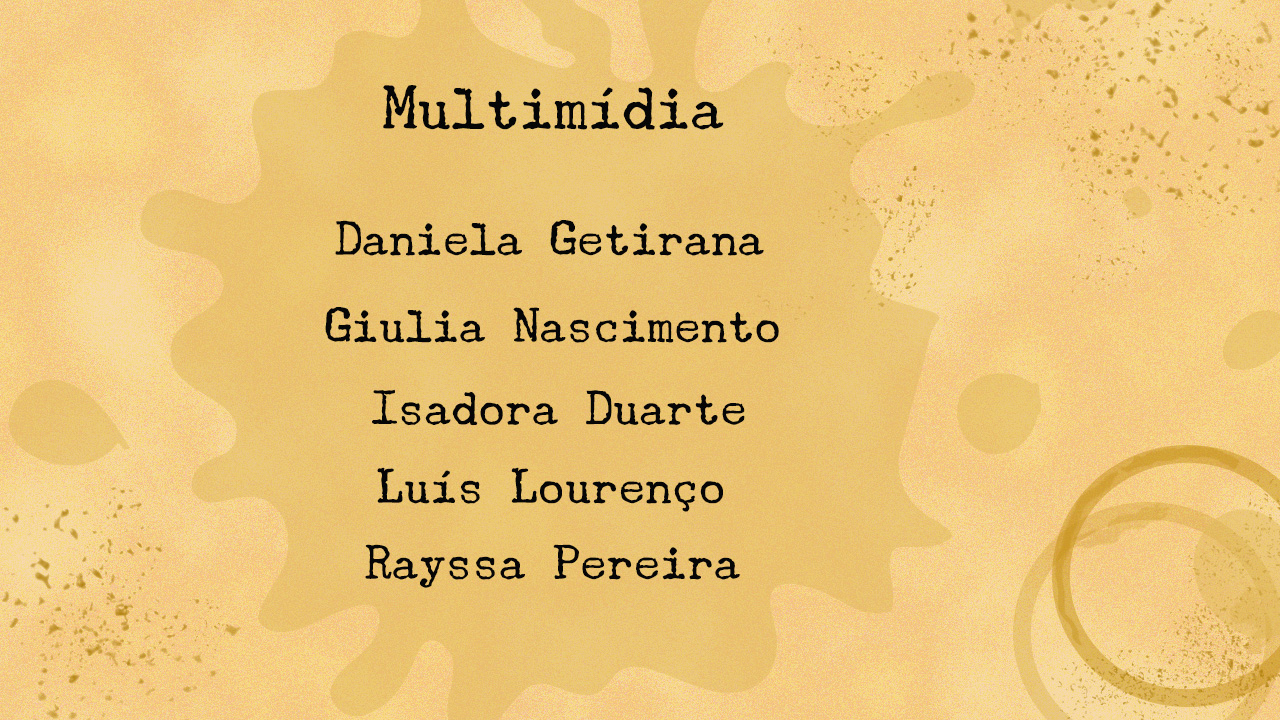 Multimídia
Daniela Getirana
Giulia Nascimento
Isadora Duarte
Luís Lourenço
Rayssa Pereira